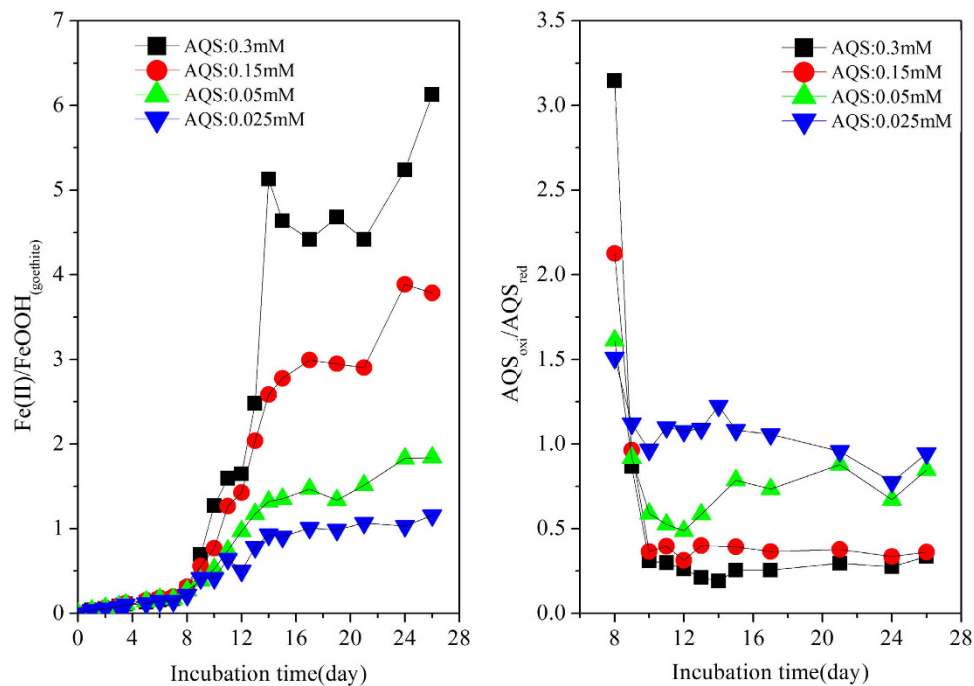 7
6
5
4
3
2
1
0
Fe(II)/FeOOH(goethite)
AQS:0.3mM
AQS:0.15mM
AQS:0.05mM
AQS:0.025mM
0 4 8 12 16 20 24 28
Incubation time(day)
3.5
3.0
2.5
2.0
1.5
1.0
0.5
0.0
AQSoxi/AQSred
AQS:0.3mM
AQS:0.15mM
AQS:0.05mM
AQS:0.025mM
8 12 16 20 24 28
Incubation time(day)